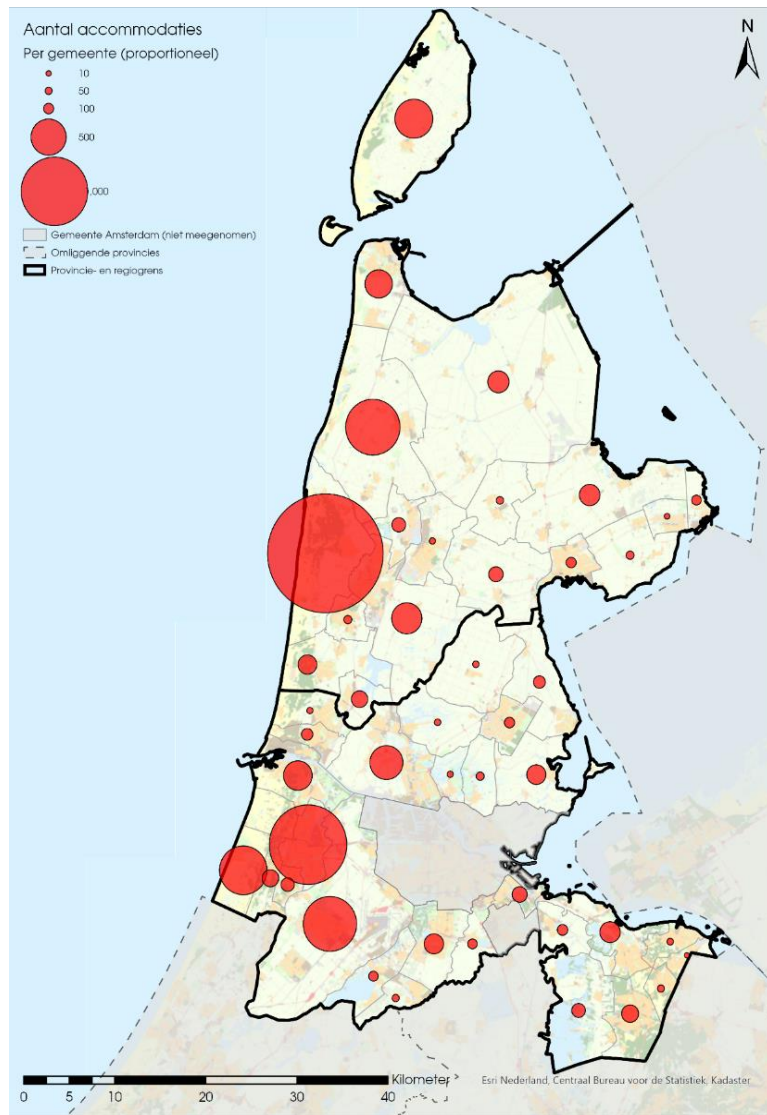 Aantal accommodaties
Per gemeente (proportioneel)
10
50
100
500
,000
Gemeente Amsterdam (niet meegenomen)
Omliggende provincies
Provincie- en regiogrens
N
Kilometer
0 5 10 20 30 40
Esri Nederland, Centraal Bureau voor de Statistiek, Kadaster